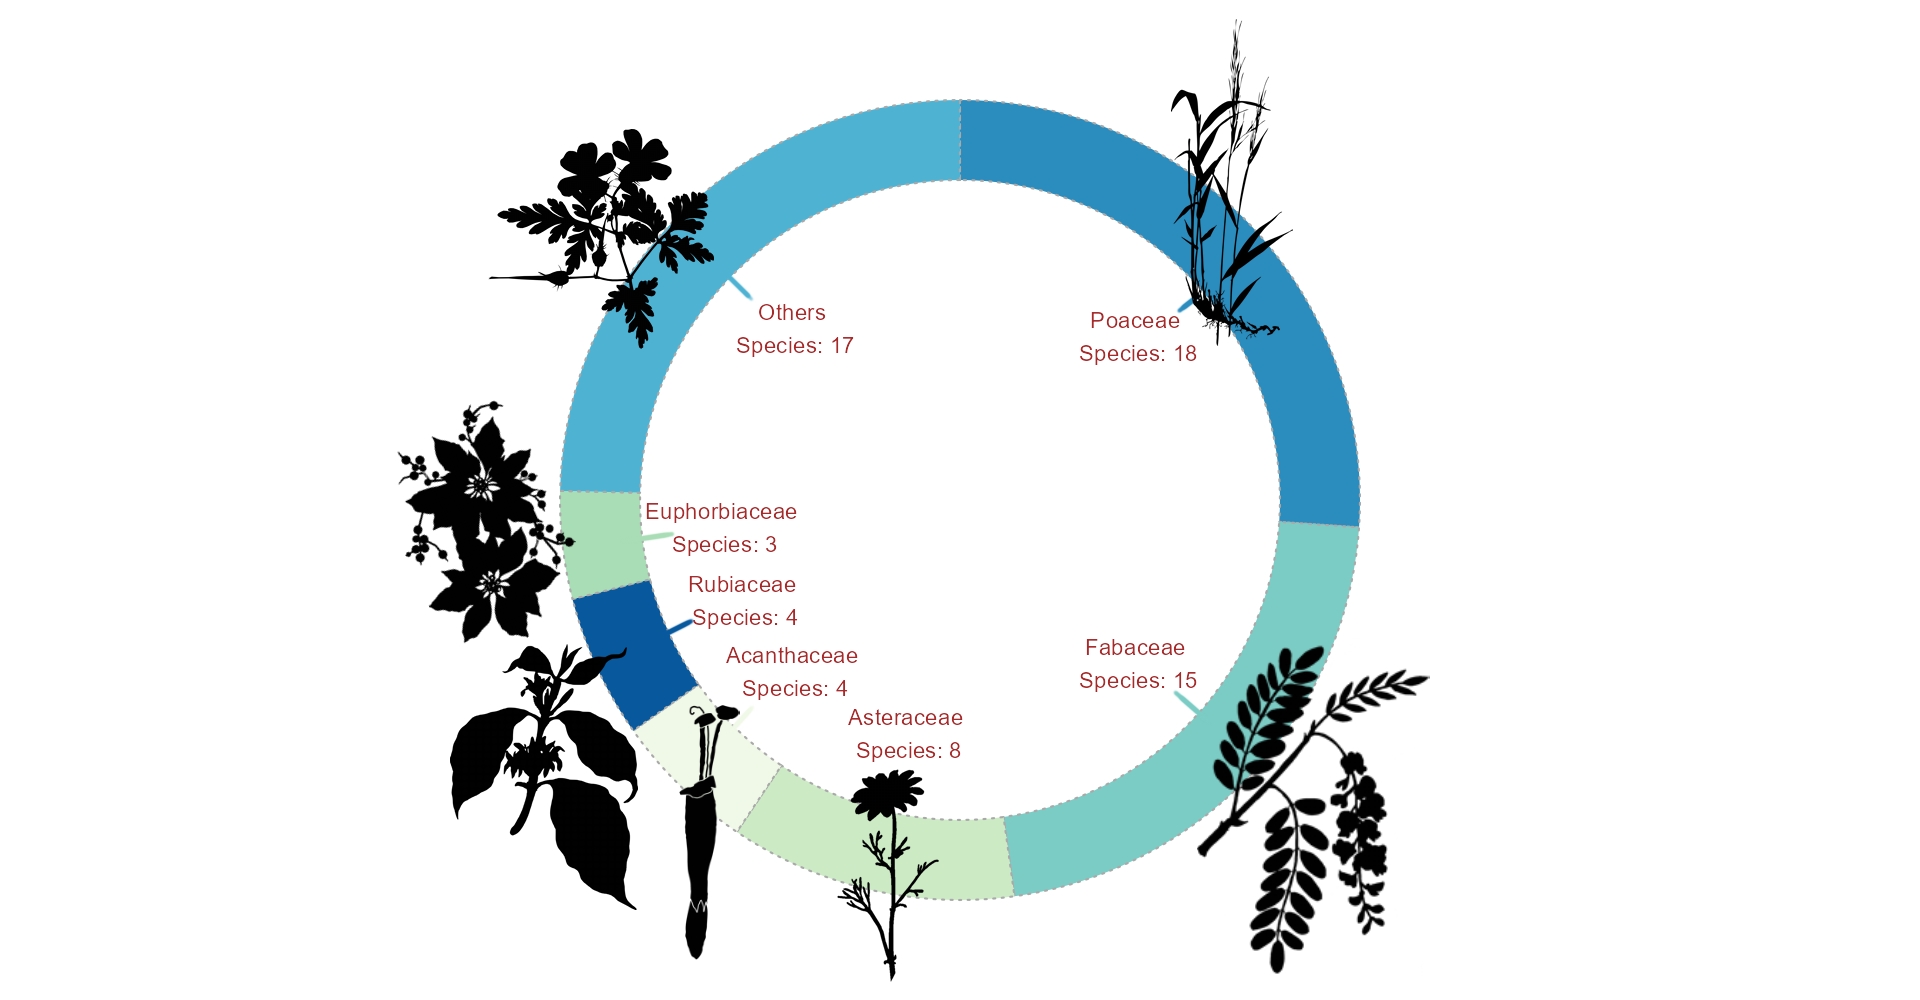 Others
Species: 17
Poaceae
Species: 18
Euphorbiaceae
Species: 3
Rubiaceae
Species: 4
Acanthaceae
Species: 4
Fabaceae
Species: 15
Asteraceae
Species: 8